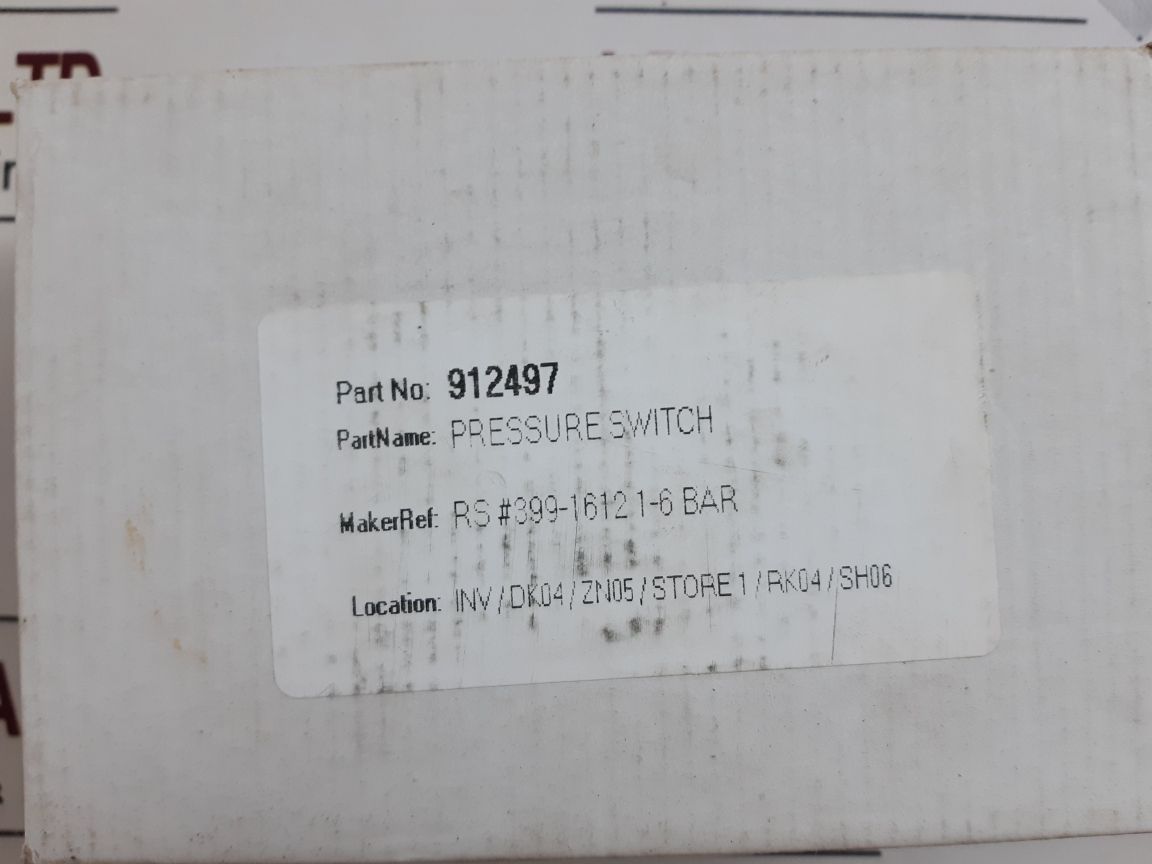 TD
Part No: 912497
PartName: PRESSURE SWITCH
MakerRef: RS #399-1612 1-6 BAR
Location: INV / DK04 / ZN05 / STORE 1 / RK04 / SH06
A